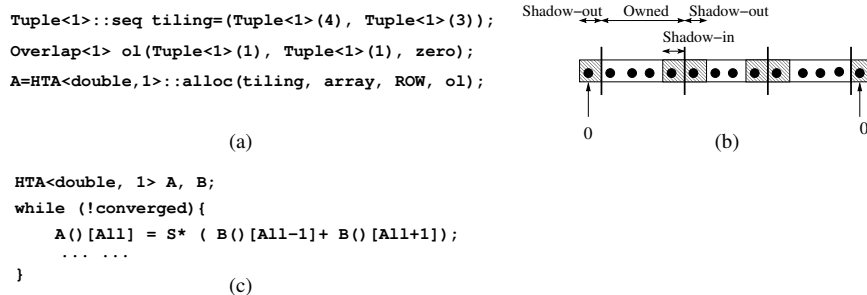 Tuple<1>::seq tiling=(Tuple<1>(4), Tuple<1>(3));
Overlap<1> ol(Tuple<1>(1), Tuple<1>(1), zero);
A=HTA<double,1>::alloc(tiling, array, ROW, ol);
(a)
Shadow-out Owned Shadow-out
Shadow-in
0 0
(b)
HTA<double, 1> A, B;
while (!converged){
A()[All] = S* ( B()[All-1]+ B()[All+1]);
... ...
}
(c)